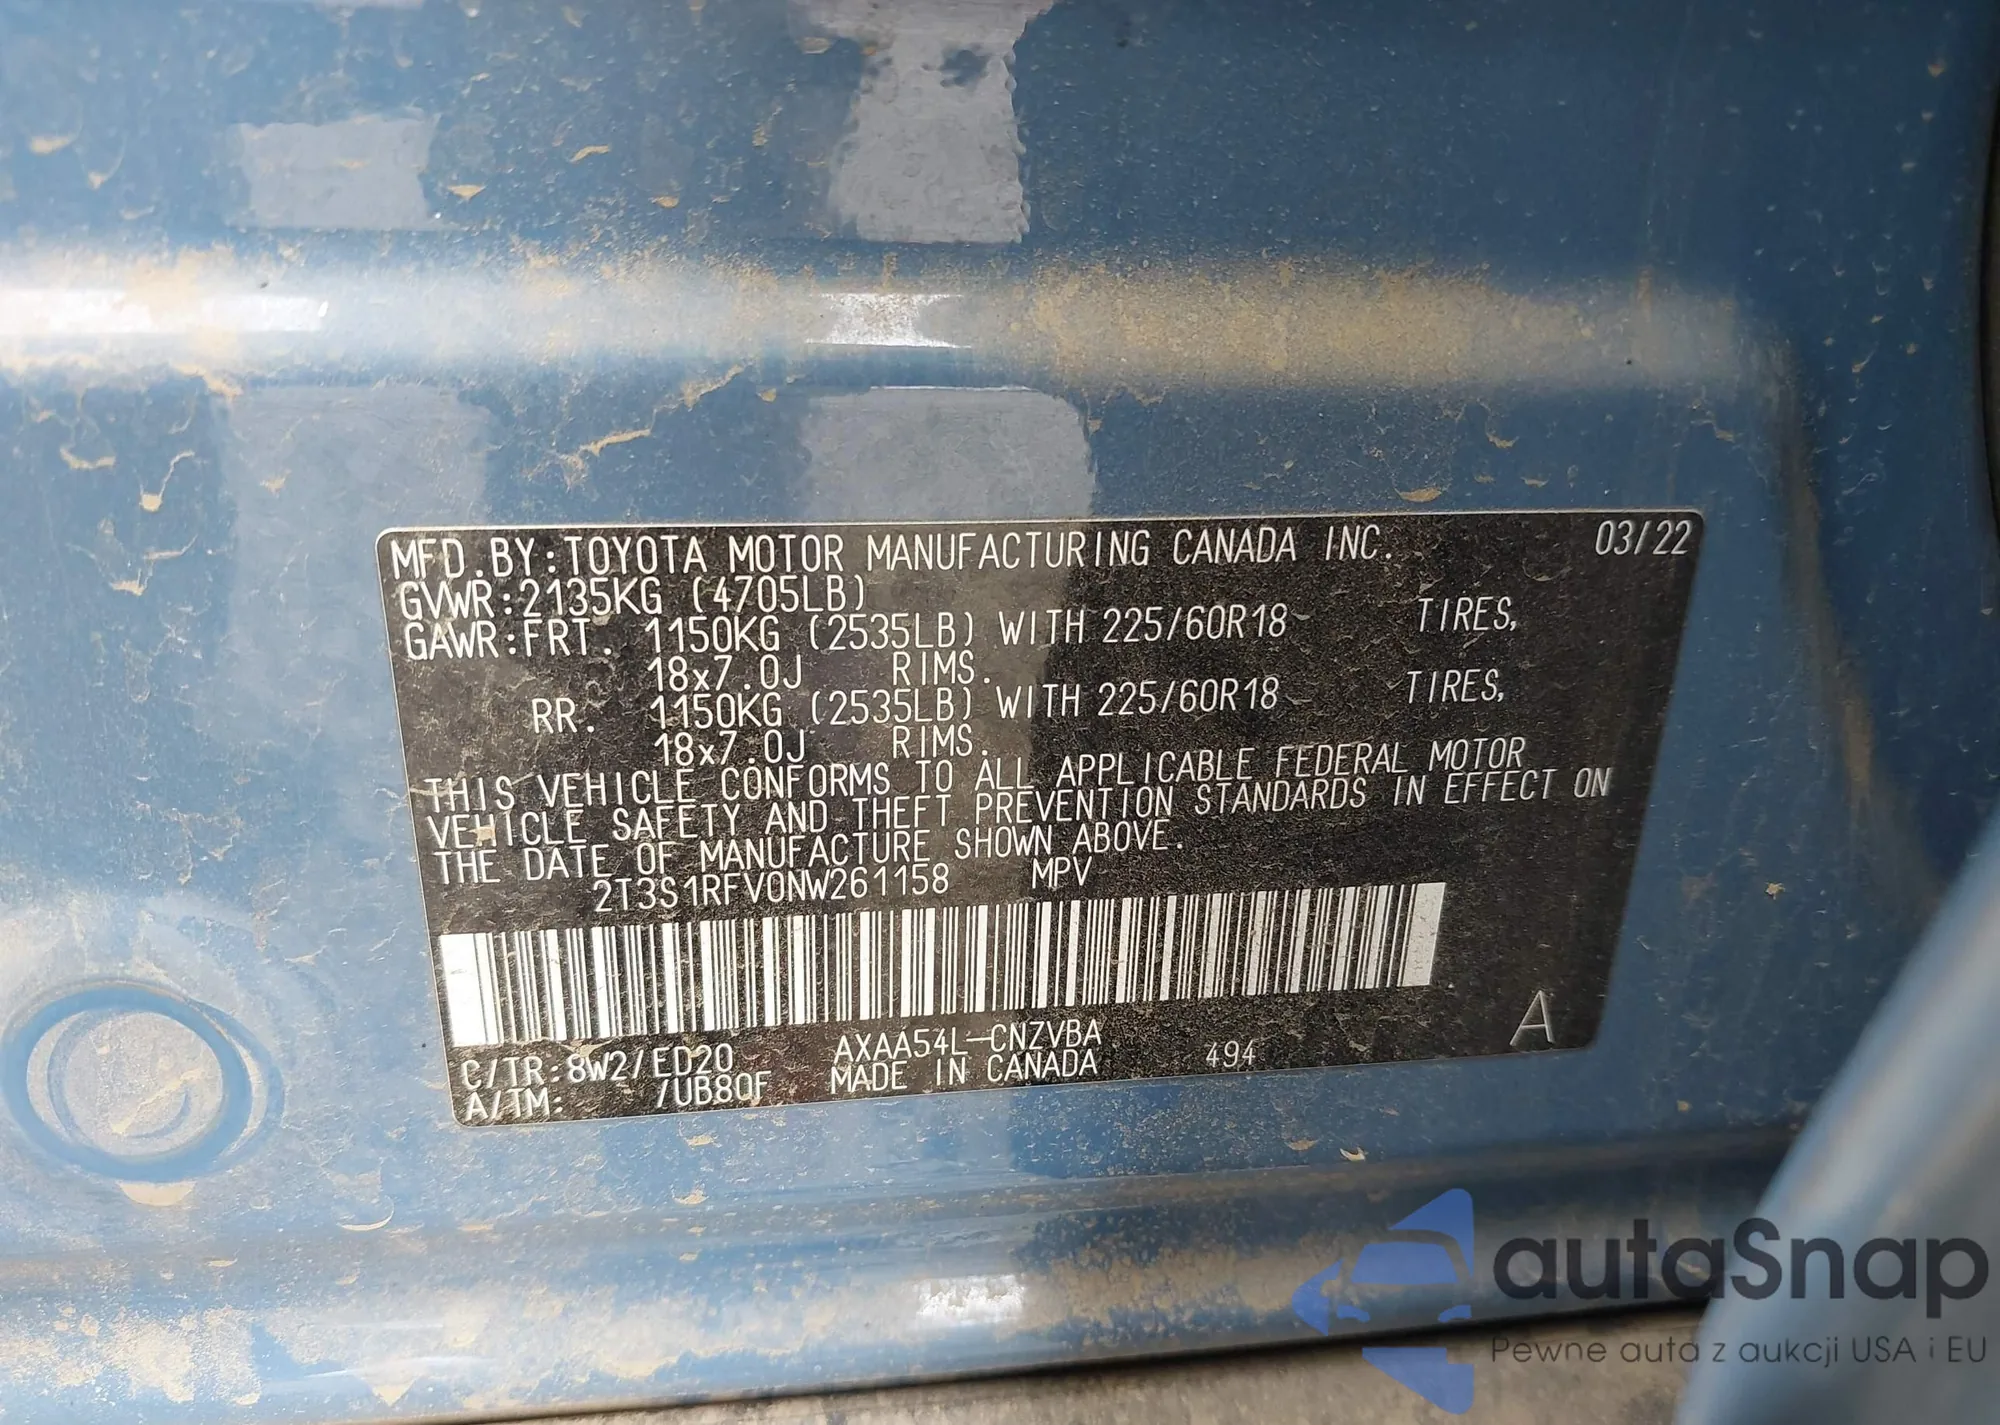 MFD.BY:TOYOTA MOTOR MANUFACTURING CANADA INC. 03/22
GVWR:2135KG (4705LB)
GAWR:FRT. 1150KG (2535LB) WITH 225/60R18 TIRES,
18x7.0J RIMS.
RR. 1150KG (2535LB) WITH 225/60R18 TIRES,
18x7.0J RIMS.
THIS VEHICLE CONFORMS TO ALL APPLICABLE FEDERAL MOTOR
VEHICLE SAFETY AND THEFT PREVENTION STANDARDS IN EFFECT ON
THE DATE OF MANUFACTURE SHOWN ABOVE.
2T3S1RFV0NW261158 MPV
C/TR:8W2/ED20 AXAA54L-CNZVBA 494 A
A/TM: /UB80F MADE IN CANADA
autaSnap
Pewne auta z aukcji USA i EU